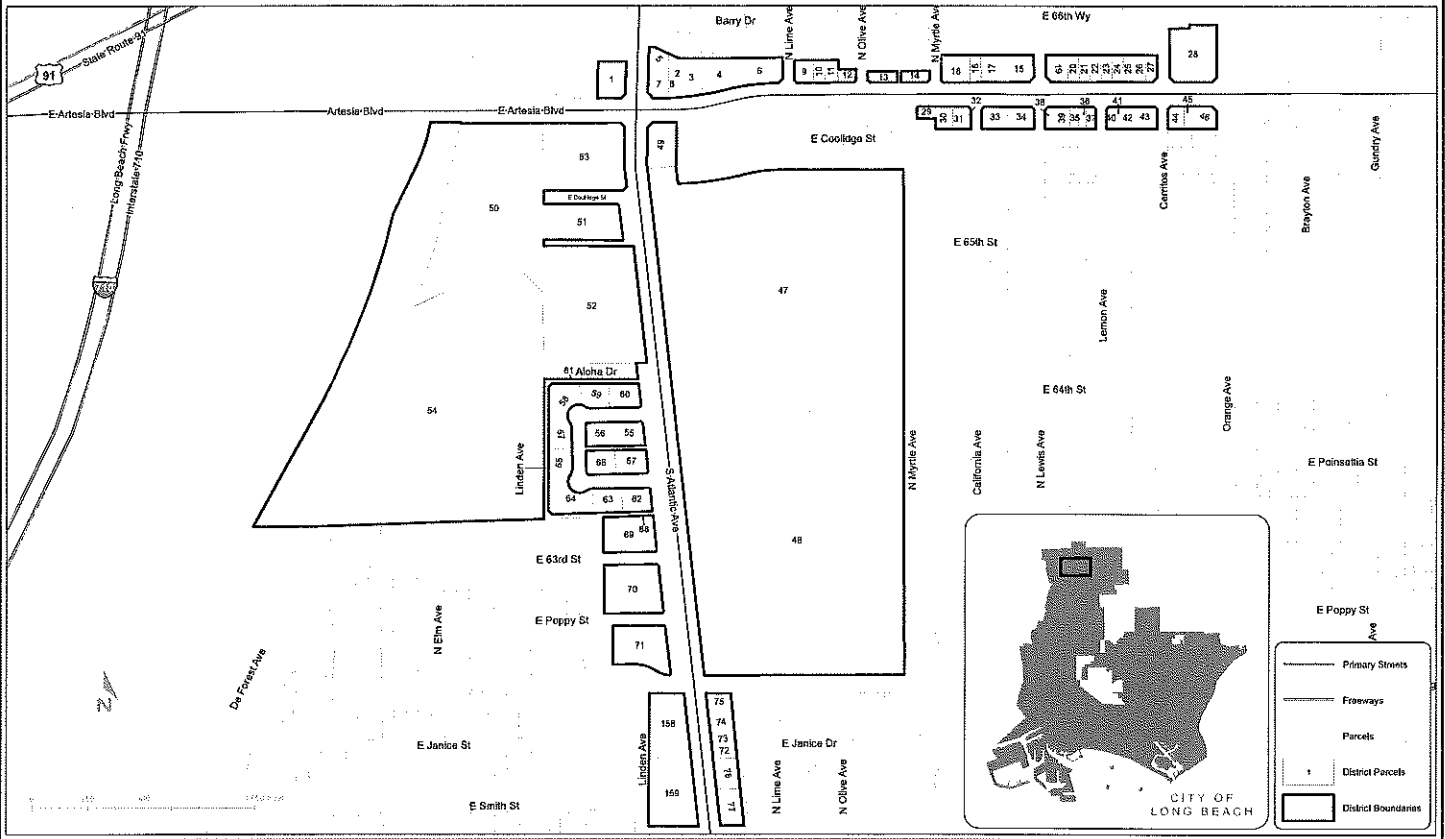 Barry Dr
N Lime Ave
N Olive Ave
N Myrtle Ave
E 66th Wy
State Route 91
91
1
5
2
3
4
6
7
8
9
10
11
12
13
14
18
16
17
15
19
20
21
22
23
24
25
26
27
28
E Artesia Blvd
Artesia Blvd
E Artesia Blvd
Long Beach Frwy
Interstate 710
29
30
31
32
33
34
38
39
35
36
37
40
41
42
43
44
45
46
E Coolidge St
49
53
50
E Coolidge St
51
52
47
E 65th St
Cerritos Ave
Brayton Ave
Gundry Ave
Lemon Ave
61
Aloha Dr
58
59
60
54
56
55
65
66
57
64
63
62
68
69
Linden Ave
S Atlantic Ave
48
N Myrtle Ave
California Ave
N Lewis Ave
E 64th St
Orange Ave
E Poinsettia St
E 63rd St
70
E Poppy St
71
N Elm Ave
De Forest Ave
E Poppy St
Ave
N
E Janice St
Linden Ave
158
159
75
74
73
72
76
77
E Janice Dr
N Lime Ave
N Olive Ave
E Smith St
CITY OF
LONG BEACH
Primary Streets
Freeways
Parcels
District Parcels
District Boundaries